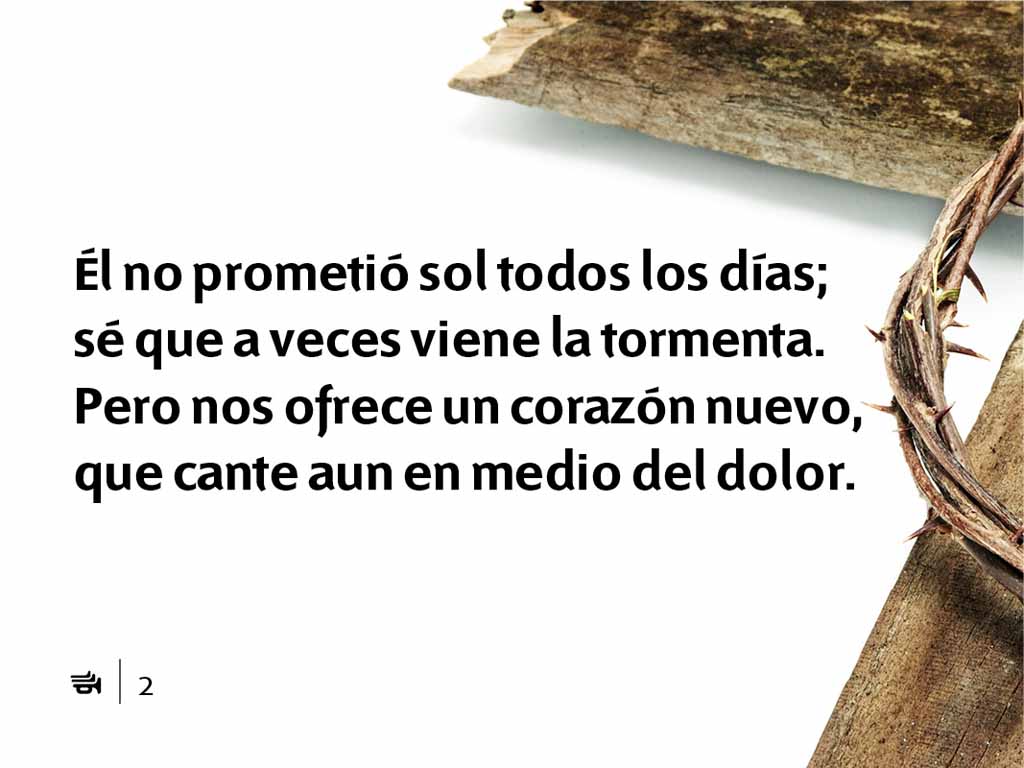 Él no prometió sol todos los días;
sé que a veces viene la tormenta.
Pero nos ofrece un corazón nuevo,
que cante aun en medio del dolor.
2